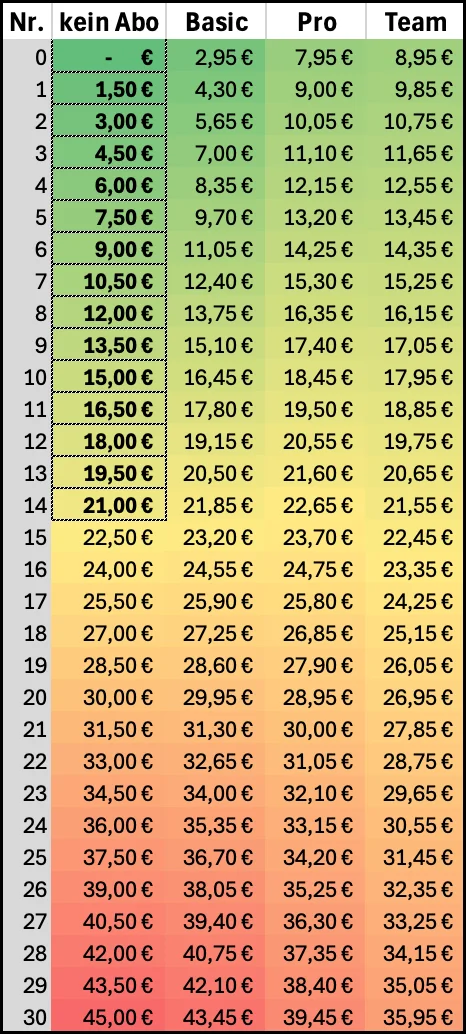 Nr. kein Abo Basic Pro Team
0 - € 2,95 € 7,95 € 8,95 €
1 1,50 € 4,30 € 9,00 € 9,85 €
2 3,00 € 5,65 € 10,05 € 10,75 €
3 4,50 € 7,00 € 11,10 € 11,65 €
4 6,00 € 8,35 € 12,15 € 12,55 €
5 7,50 € 9,70 € 13,20 € 13,45 €
6 9,00 € 11,05 € 14,25 € 14,35 €
7 10,50 € 12,40 € 15,30 € 15,25 €
8 12,00 € 13,75 € 16,35 € 16,15 €
9 13,50 € 15,10 € 17,40 € 17,05 €
10 15,00 € 16,45 € 18,45 € 17,95 €
11 16,50 € 17,80 € 19,50 € 18,85 €
12 18,00 € 19,15 € 20,55 € 19,75 €
13 19,50 € 20,50 € 21,60 € 20,65 €
14 21,00 € 21,85 € 22,65 € 21,55 €
15 22,50 € 23,20 € 23,70 € 22,45 €
16 24,00 € 24,55 € 24,75 € 23,35 €
17 25,50 € 25,90 € 25,80 € 24,25 €
18 27,00 € 27,25 € 26,85 € 25,15 €
19 28,50 € 28,60 € 27,90 € 26,05 €
20 30,00 € 29,95 € 28,95 € 26,95 €
21 31,50 € 31,30 € 30,00 € 27,85 €
22 33,00 € 32,65 € 31,05 € 28,75 €
23 34,50 € 34,00 € 32,10 € 29,65 €
24 36,00 € 35,35 € 33,15 € 30,55 €
25 37,50 € 36,70 € 34,20 € 31,45 €
26 39,00 € 38,05 € 35,25 € 32,35 €
27 40,50 € 39,40 € 36,30 € 33,25 €
28 42,00 € 40,75 € 37,35 € 34,15 €
29 43,50 € 42,10 € 38,40 € 35,05 €
30 45,00 € 43,45 € 39,45 € 35,95 €